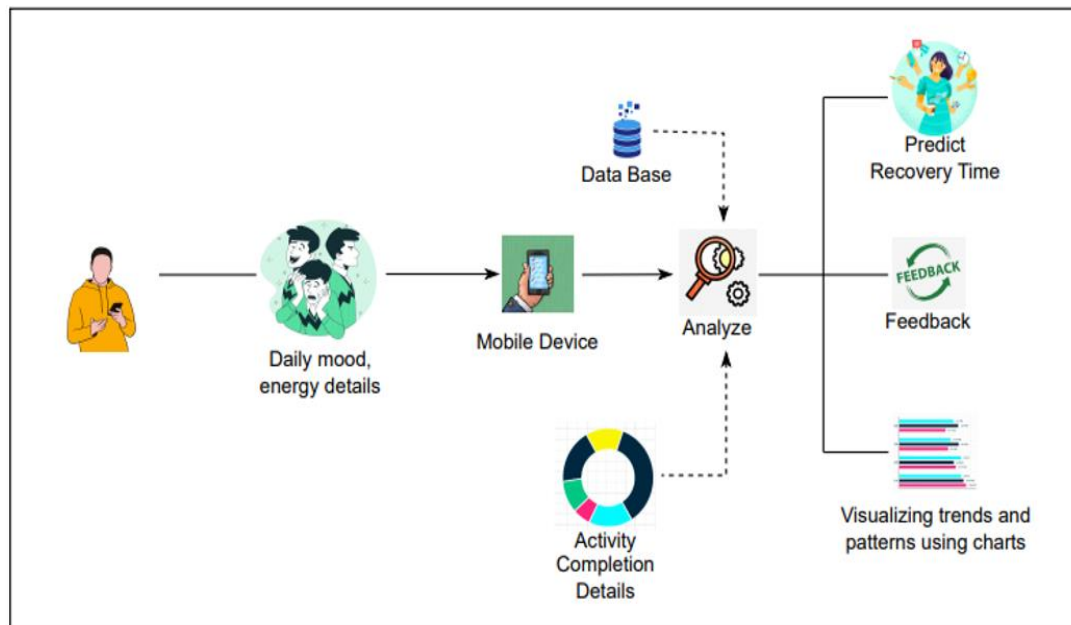 Predict
Recovery Time
Data Base
FEEDBACK
Daily mood,
energy details
Mobile Device
Analyze
Feedback
Activity
Completion
Details
Visualizing trends and
patterns using charts